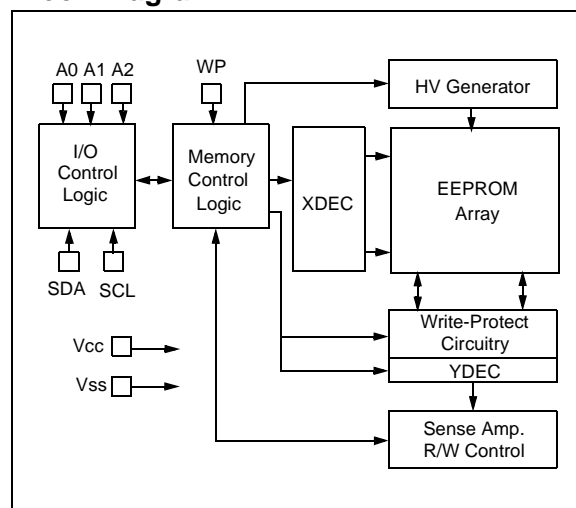 A0 A1 A2
WP
HV Generator
I/O
Control
Logic
Memory
Control
Logic
XDEC
EEPROM
Array
SDA
SCL
Vcc
Vss
Write-Protect
Circuitry
YDEC
Sense Amp.
R/W Control